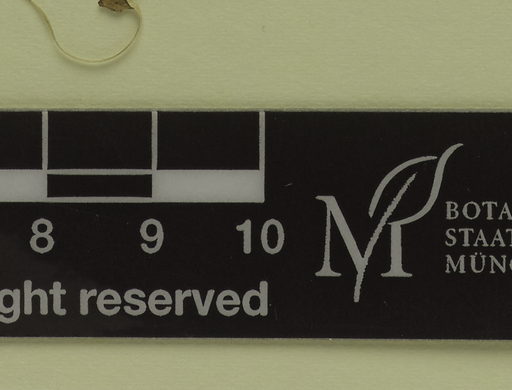 8 9 10
ght reserved
M
BOTA
STAAT
MÜNC